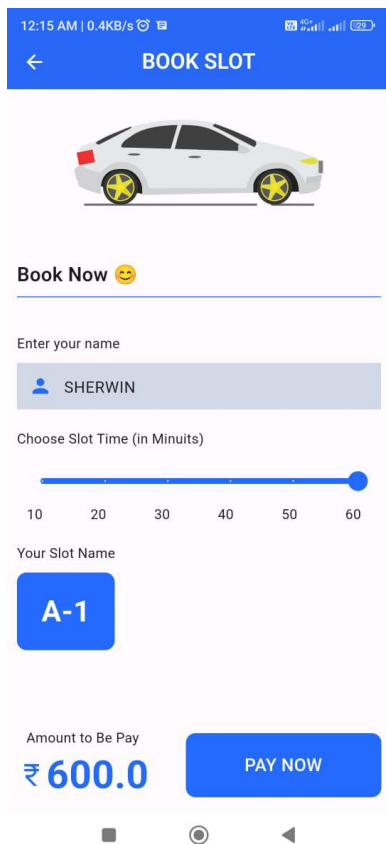 12:15 AM | 0.4KB/s
4G+
29
BOOK SLOT
Book Now 😊
Enter your name
SHERWIN
Choose Slot Time (in Minuits)
10 20 30 40 50 60
Your Slot Name
A-1
Amount to Be Pay
₹ 600.0
PAY NOW